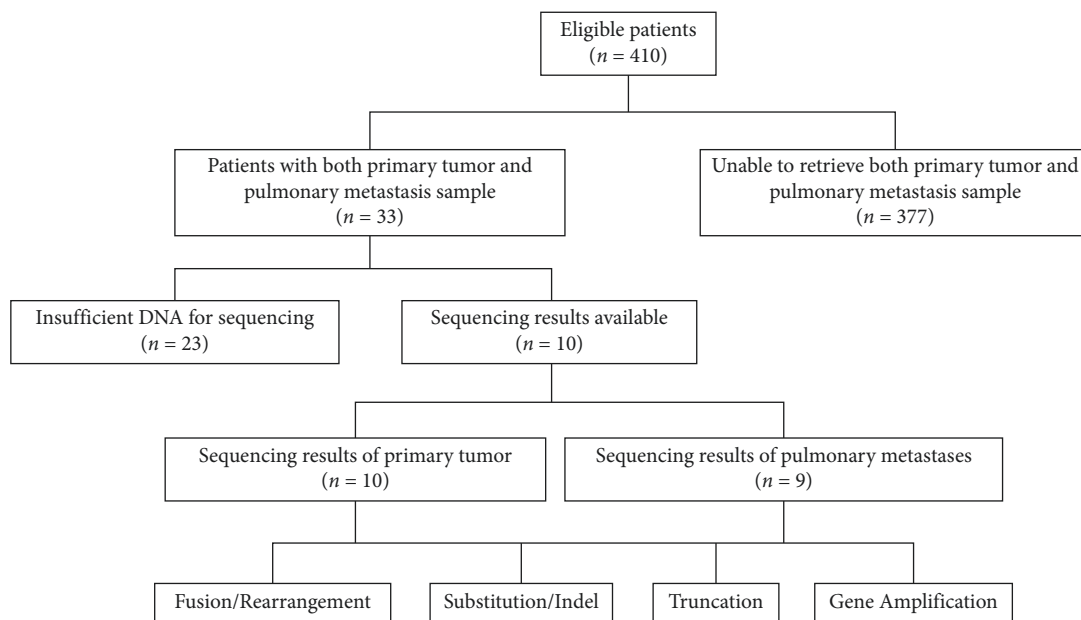 Eligible patients
(n = 410)
Patients with both primary tumor and
pulmonary metastasis sample
(n = 33)
Unable to retrieve both primary tumor and
pulmonary metastasis sample
(n = 377)
Insufficient DNA for sequencing
(n = 23)
Sequencing results available
(n = 10)
Sequencing results of primary tumor
(n = 10)
Sequencing results of pulmonary metastases
(n = 9)
Fusion/Rearrangement
Substitution/Indel
Truncation
Gene Amplification